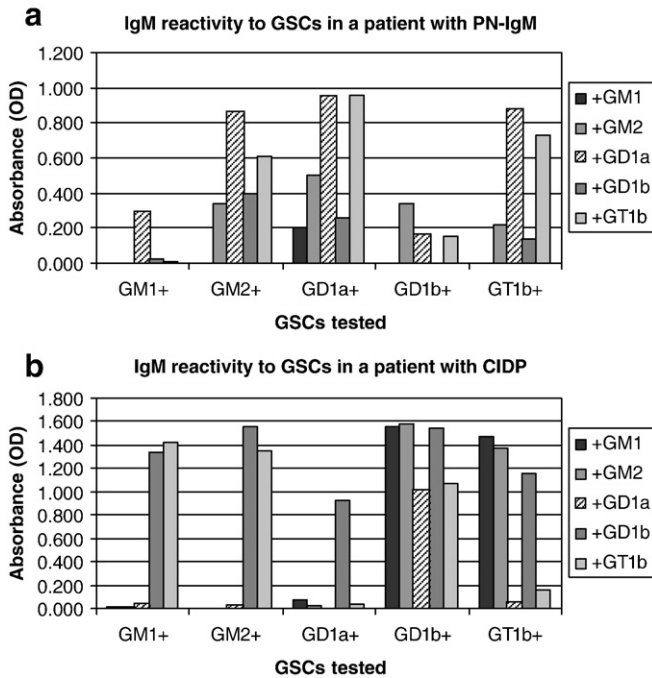 a
IgM reactivity to GSCs in a patient with PN-IgM
Absorbance (OD)
1.200
1.000
0.800
0.600
0.400
0.200
0.000
GM1+ GM2+ GD1a+ GD1b+ GT1b+
GSCs tested
+GM1
+GM2
+GD1a
+GD1b
+GT1b
b
IgM reactivity to GSCs in a patient with CIDP
Absorbance (OD)
1.800
1.600
1.400
1.200
1.000
0.800
0.600
0.400
0.200
0.000
GM1+ GM2+ GD1a+ GD1b+ GT1b+
GSCs tested
+GM1
+GM2
+GD1a
+GD1b
+GT1b